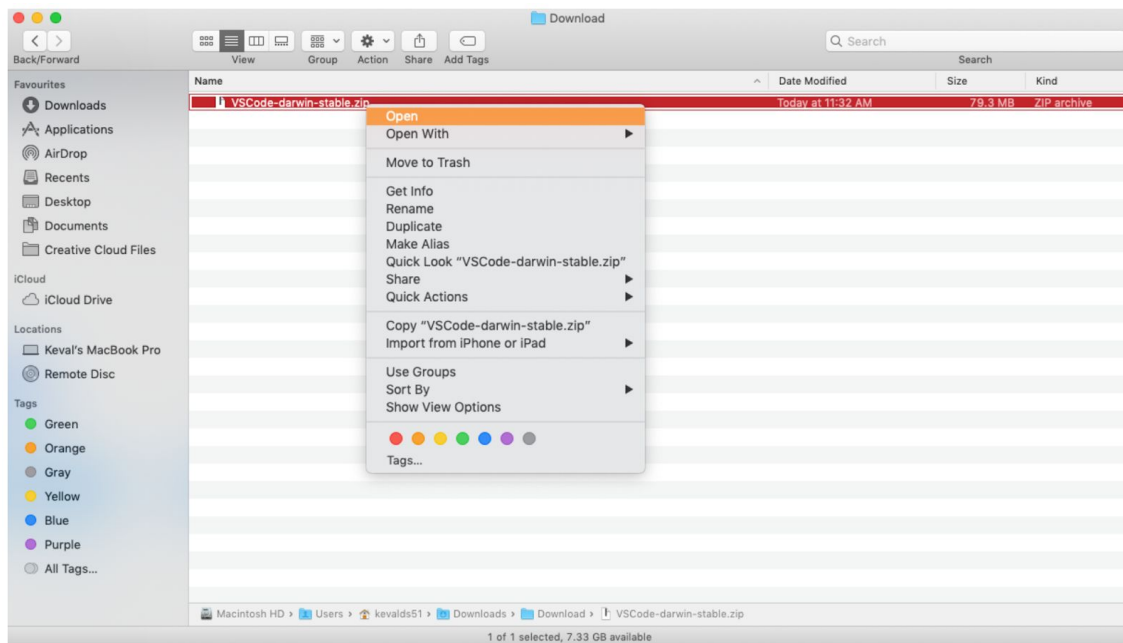 Download
Search
Back/Forward
View
Group
Action
Share
Add Tags
Search
Favourites
Downloads
Applications
AirDrop
Recents
Desktop
Documents
Creative Cloud Files
iCloud
iCloud Drive
Locations
Keval's MacBook Pro
Remote Disc
Tags
Green
Orange
Gray
Yellow
Blue
Purple
All Tags...
Name
Date Modified
Size
Kind
VSCode-darwin-stable.zip
Today at 11:32 AM
79.3 MB
ZIP archive
Open
Open With
Move to Trash
Get Info
Rename
Duplicate
Make Alias
Quick Look “VSCode-darwin-stable.zip”
Share
Quick Actions
Copy “VSCode-darwin-stable.zip”
Import from iPhone or iPad
Use Groups
Sort By
Show View Options
Tags...
Macintosh HD › Users › kevalds51 › Downloads › Download › VSCode-darwin-stable.zip
1 of 1 selected, 7.33 GB available